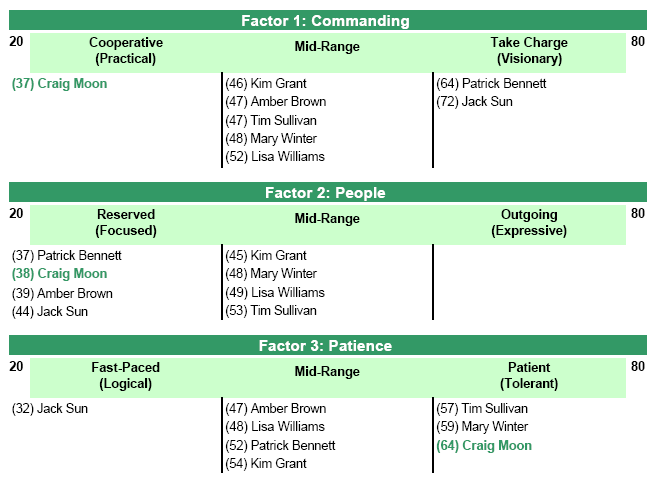 Factor 1: Commanding
20 Cooperative Mid-Range Take Charge 80
(Practical) (Visionary)
(37) Craig Moon (46) Kim Grant (64) Patrick Bennett
(47) Amber Brown (72) Jack Sun
(47) Tim Sullivan
(48) Mary Winter
(52) Lisa Williams
Factor 2: People
20 Reserved Mid-Range Outgoing 80
(Focused) (Expressive)
(37) Patrick Bennett (45) Kim Grant
(38) Craig Moon (48) Mary Winter
(39) Amber Brown (49) Lisa Williams
(44) Jack Sun (53) Tim Sullivan
Factor 3: Patience
20 Fast-Paced Mid-Range Patient 80
(Logical) (Tolerant)
(32) Jack Sun (47) Amber Brown (57) Tim Sullivan
(48) Lisa Williams (59) Mary Winter
(52) Patrick Bennett (64) Craig Moon
(54) Kim Grant